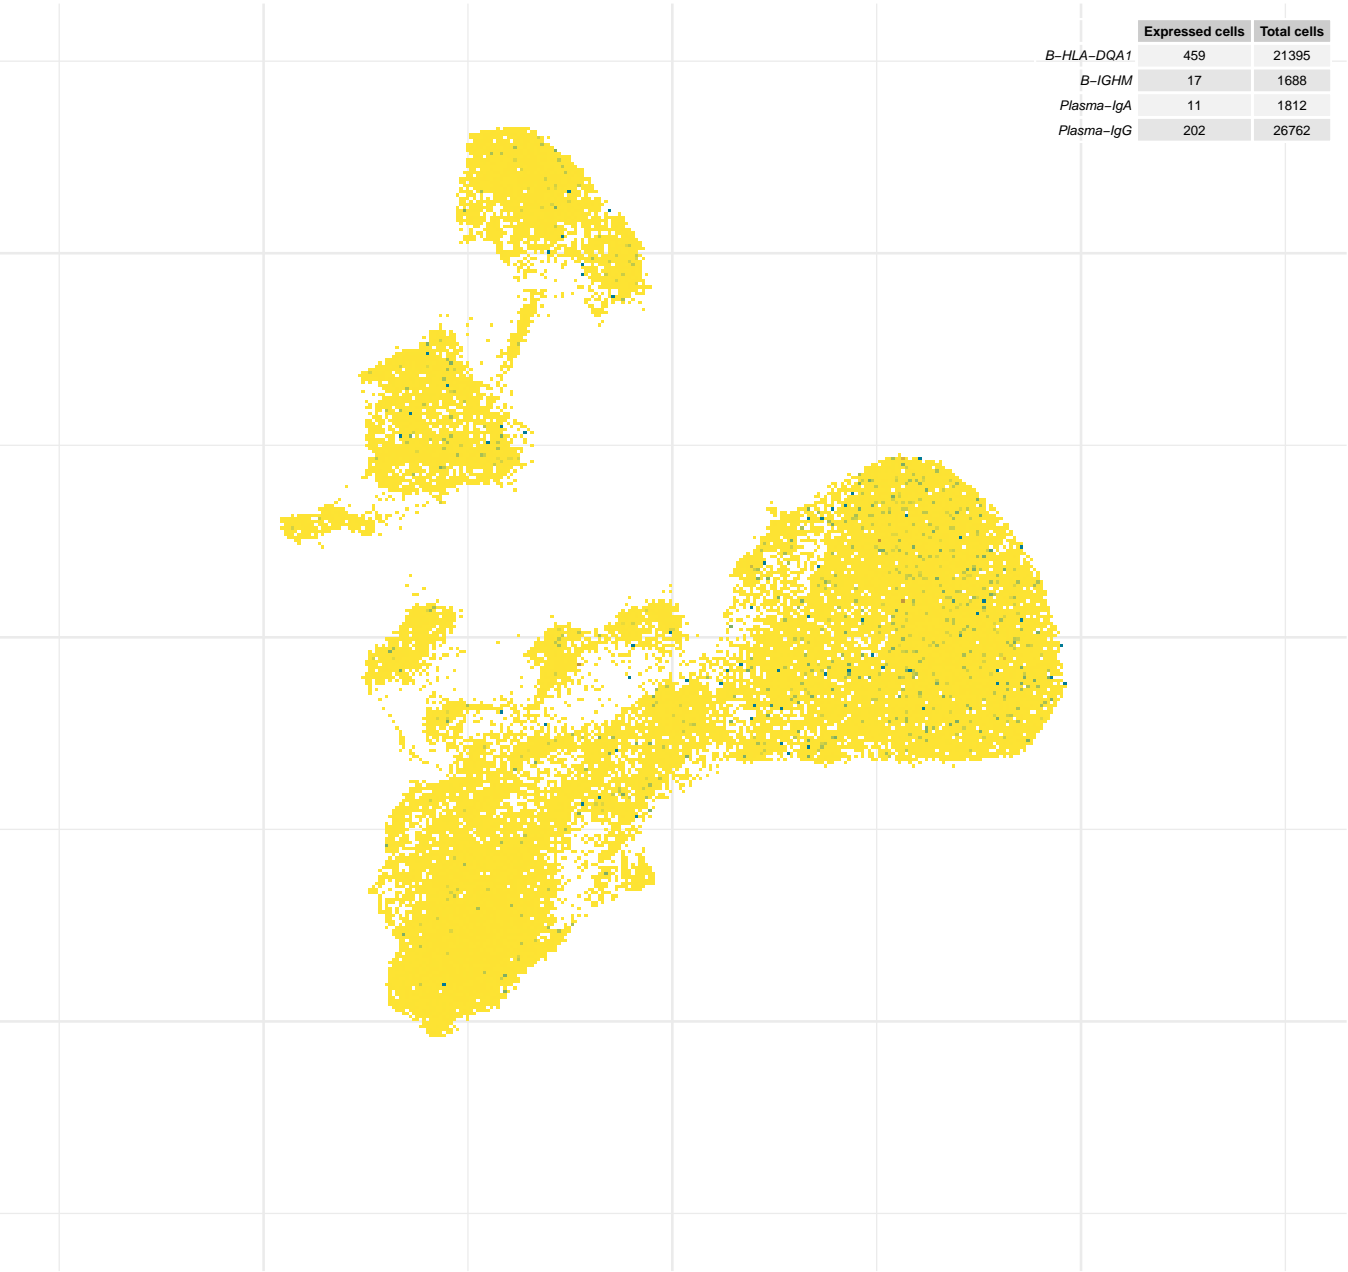 Expressed cells Total cells
B−HLA−DQA1 459 21395
B−IGHM 17 1688
Plasma−IgA 11 1812
Plasma−IgG 202 26762